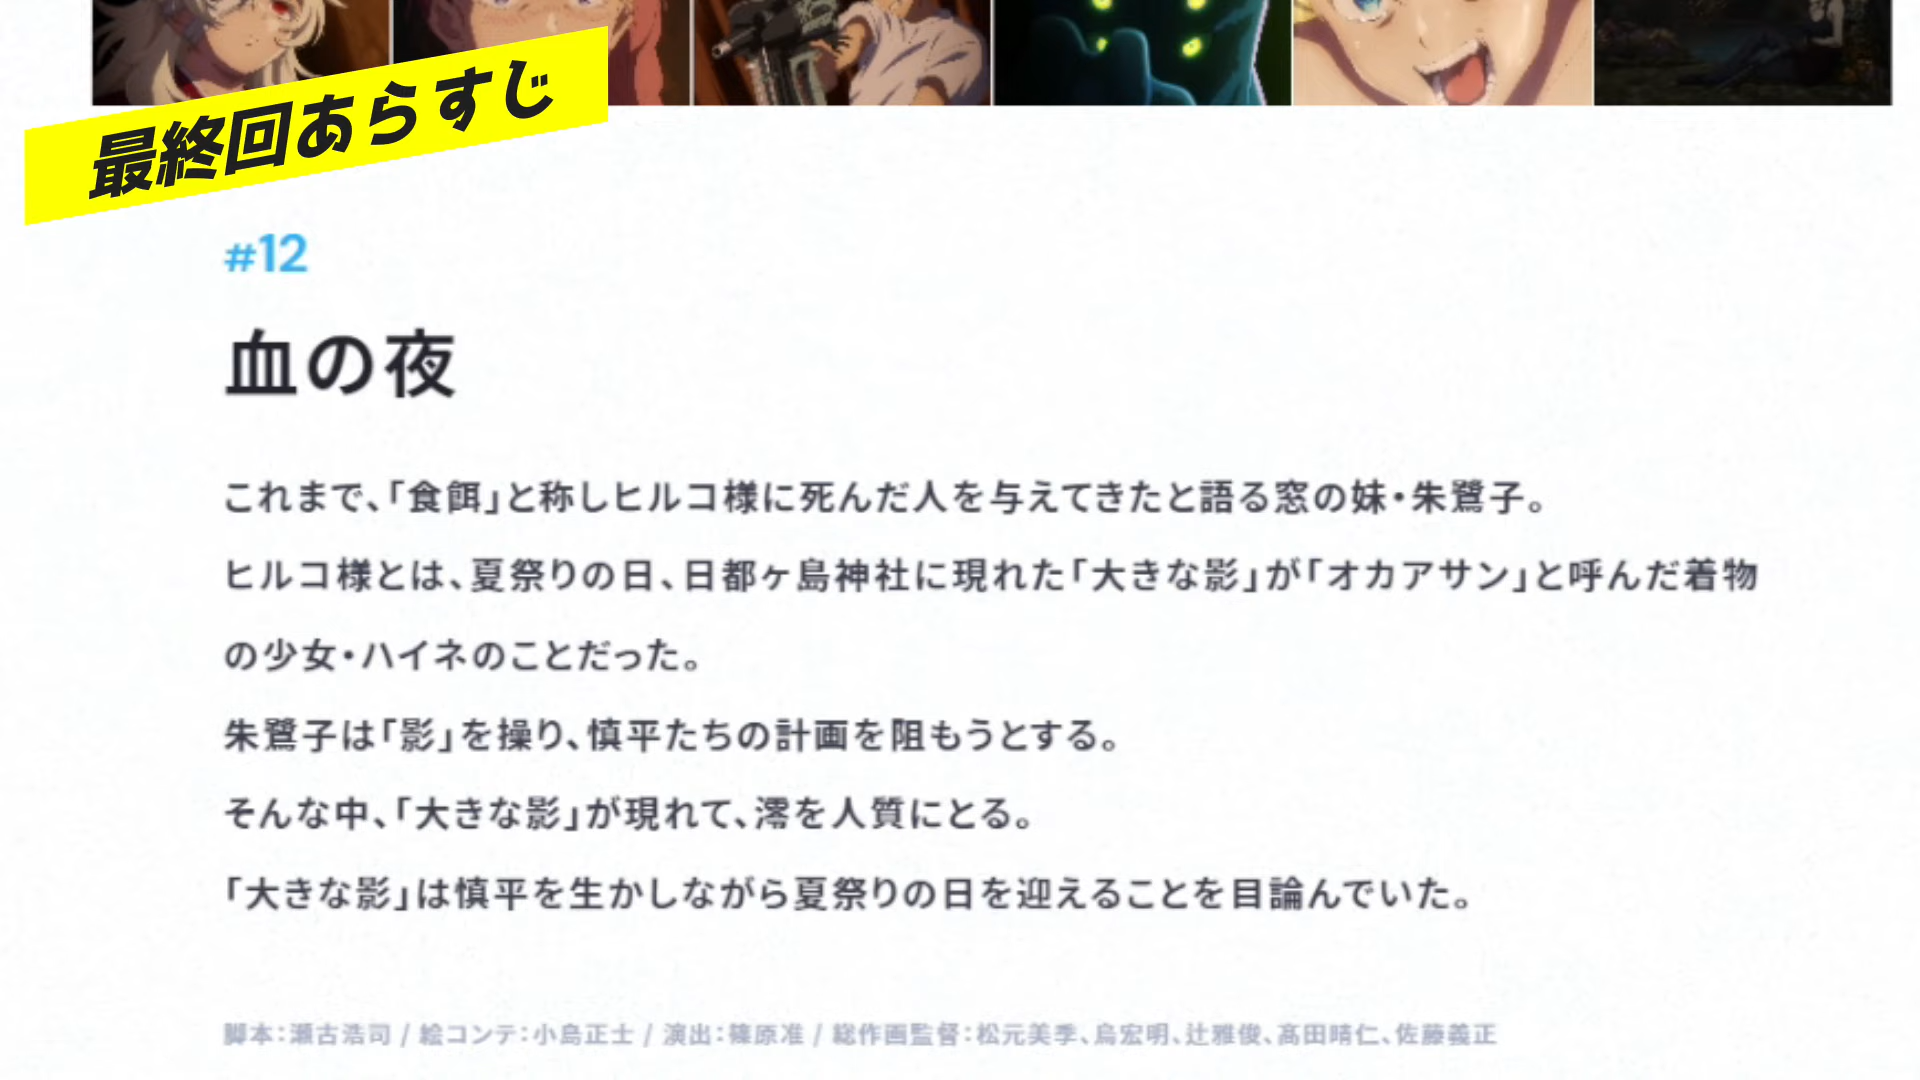 最終回あらすじ
#12
血の夜
これまで、「食餌」と称しヒルコ様に死んだ人を与えてきたと語る窓の妹・朱鷺子。
ヒルコ様とは、夏祭りの日、日都ヶ島神社に現れた「大きな影」が「オカアサン」と呼んだ着物
の少女・ハイネのことだった。
朱鷺子は「影」を操り、慎平たちの計画を阻もうとする。
そんな中、「大きな影」が現れて、澪を人質にとる。
「大きな影」は慎平を生かしながら夏祭りの日を迎えることを目論んでいた。
脚本：瀬古浩司 / 絵コンテ：小島正士 / 演出：篠原准 / 総作画監督：松元美季、烏宏明、辻雅俊、髙田晴仁、佐藤義正